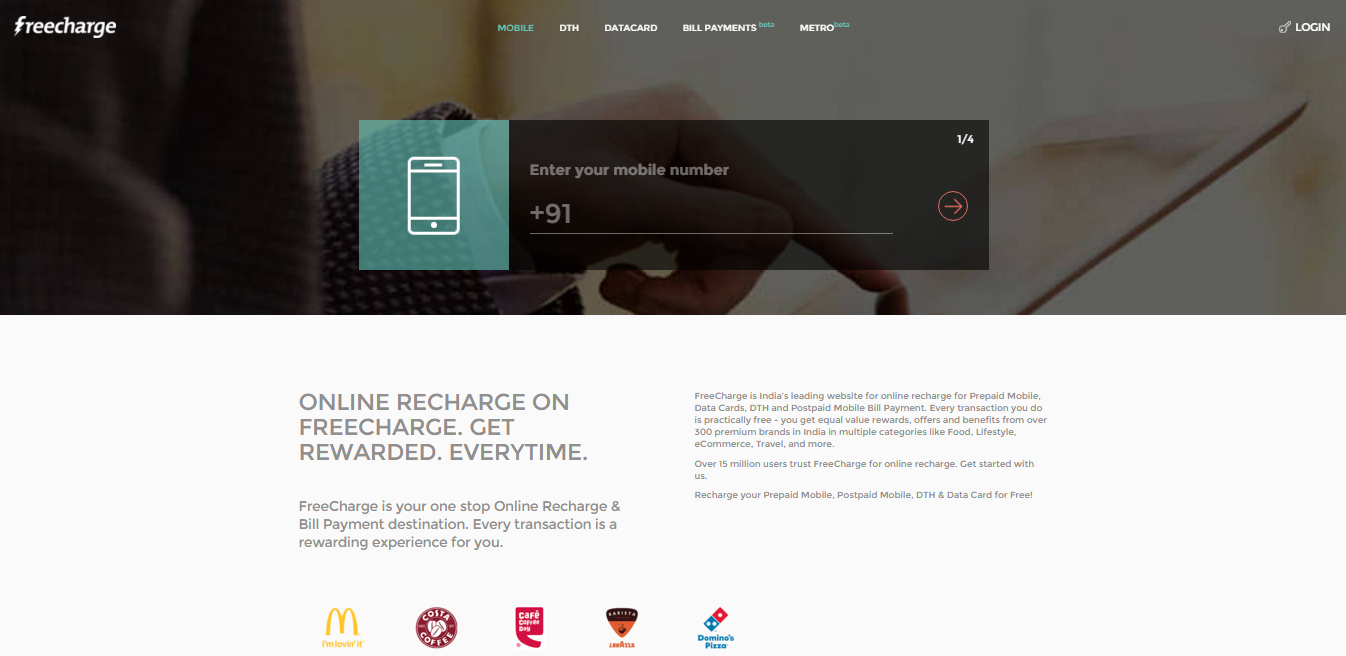 freecharge
MOBILE DTH DATACARD BILL PAYMENTS beta METRO beta
LOGIN
1/4
Enter your mobile number
+91
ONLINE RECHARGE ON
FREECHARGE. GET
REWARDED. EVERYTIME.
FreeCharge is your one stop Online Recharge &
Bill Payment destination. Every transaction is a
rewarding experience for you.
FreeCharge is India's leading website for online recharge for Prepaid Mobile,
Data Cards, DTH and Postpaid Mobile Bill Payment. Every transaction you do
is practically free - you get equal value rewards, offers and benefits from over
300 premium brands in India in multiple categories like Food, Lifestyle,
eCommerce, Travel, and more.
Over 15 million users trust FreeCharge for online recharge. Get started with
us.
Recharge your Prepaid Mobile, Postpaid Mobile, DTH & Data Card for Free!
i'm lovin' it
COSTA
COFFEE
Café
Coffee
Day
BARISTA
LAVAZZA
Domino's
Pizza